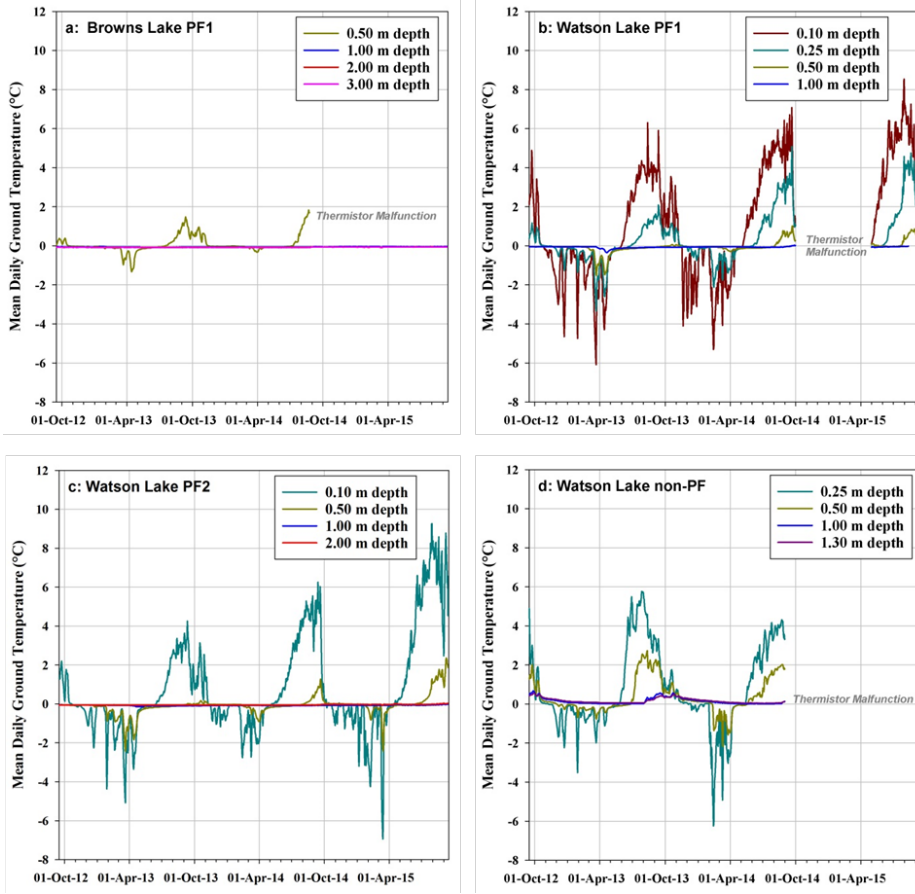 a: Browns Lake PF1
0.50 m depth
1.00 m depth
2.00 m depth
3.00 m depth
Thermistor Malfunction
Mean Daily Ground Temperature (°C)
12
10
8
6
4
2
0
-2
-4
-6
-8
01-Oct-12 01-Apr-13 01-Oct-13 01-Apr-14 01-Oct-14 01-Apr-15
b: Watson Lake PF1
0.10 m depth
0.25 m depth
0.50 m depth
1.00 m depth
Thermistor
Malfunction
Mean Daily Ground Temperature (°C)
12
10
8
6
4
2
0
-2
-4
-6
-8
01-Oct-12 01-Apr-13 01-Oct-13 01-Apr-14 01-Oct-14 01-Apr-15
c: Watson Lake PF2
0.10 m depth
0.50 m depth
1.00 m depth
2.00 m depth
Mean Daily Ground Temperature (°C)
12
10
8
6
4
2
0
-2
-4
-6
-8
01-Oct-12 01-Apr-13 01-Oct-13 01-Apr-14 01-Oct-14 01-Apr-15
d: Watson Lake non-PF
0.25 m depth
0.50 m depth
1.00 m depth
1.30 m depth
Thermistor Malfunction
Mean Daily Ground Temperature (°C)
12
10
8
6
4
2
0
-2
-4
-6
-8
01-Oct-12 01-Apr-13 01-Oct-13 01-Apr-14 01-Oct-14 01-Apr-15